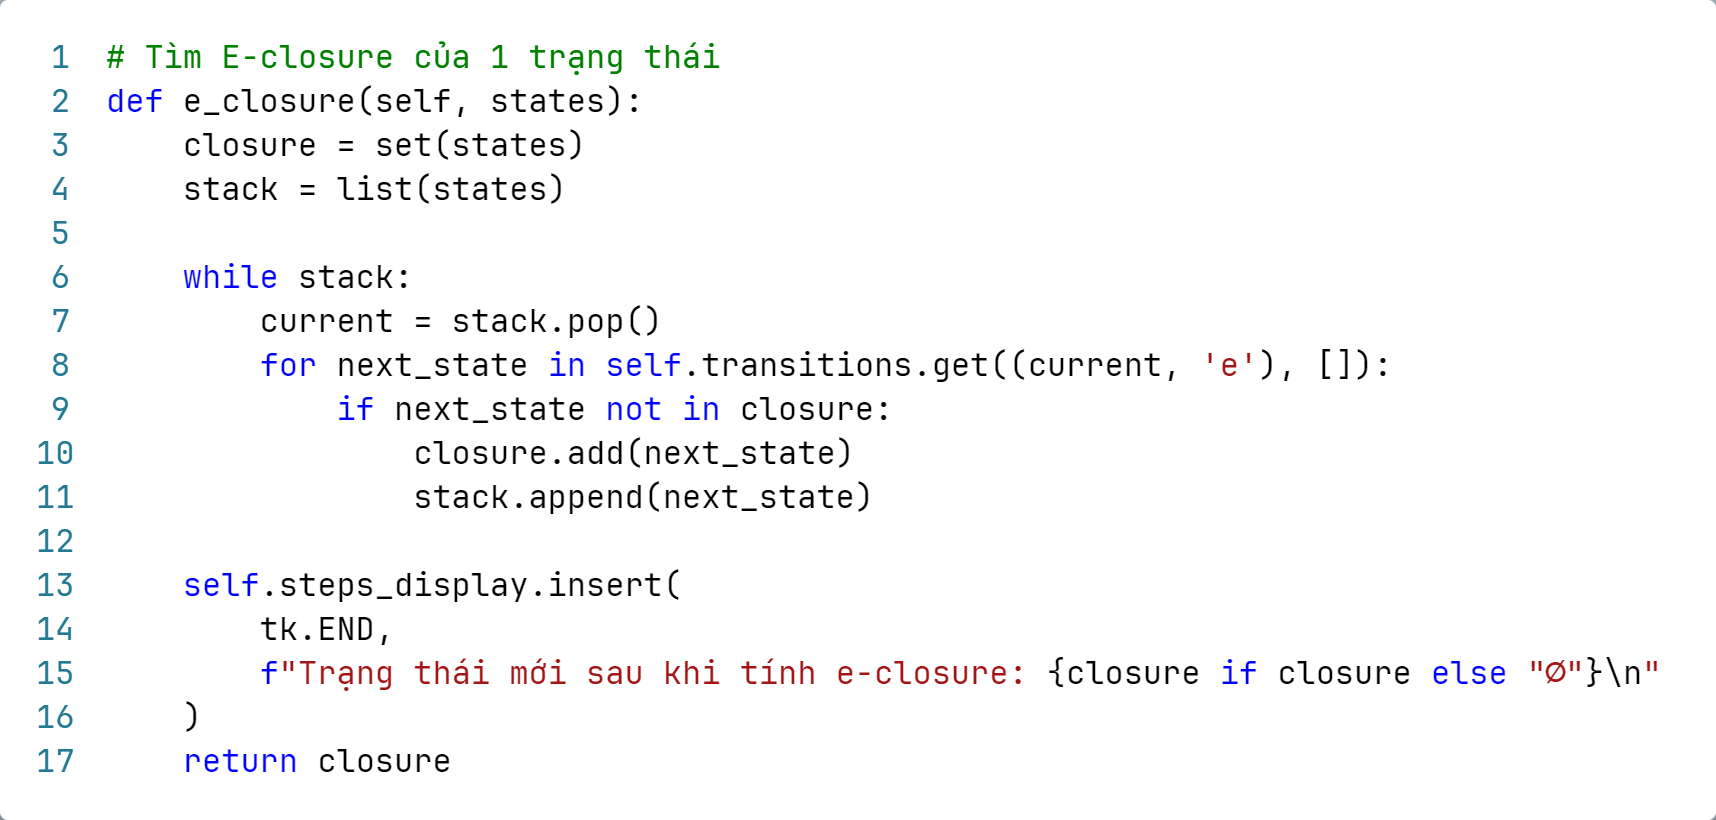 1 # Tìm E-closure của 1 trạng thái
2 def e_closure(self, states):
3     closure = set(states)
4     stack = list(states)
5
6     while stack:
7         current = stack.pop()
8         for next_state in self.transitions.get((current, 'e'), []):
9             if next_state not in closure:
10                 closure.add(next_state)
11                 stack.append(next_state)
12
13     self.steps_display.insert(
14         tk.END,
15         f"Trạng thái mới sau khi tính e-closure: {closure if closure else "∅"}\n"
16     )
17     return closure